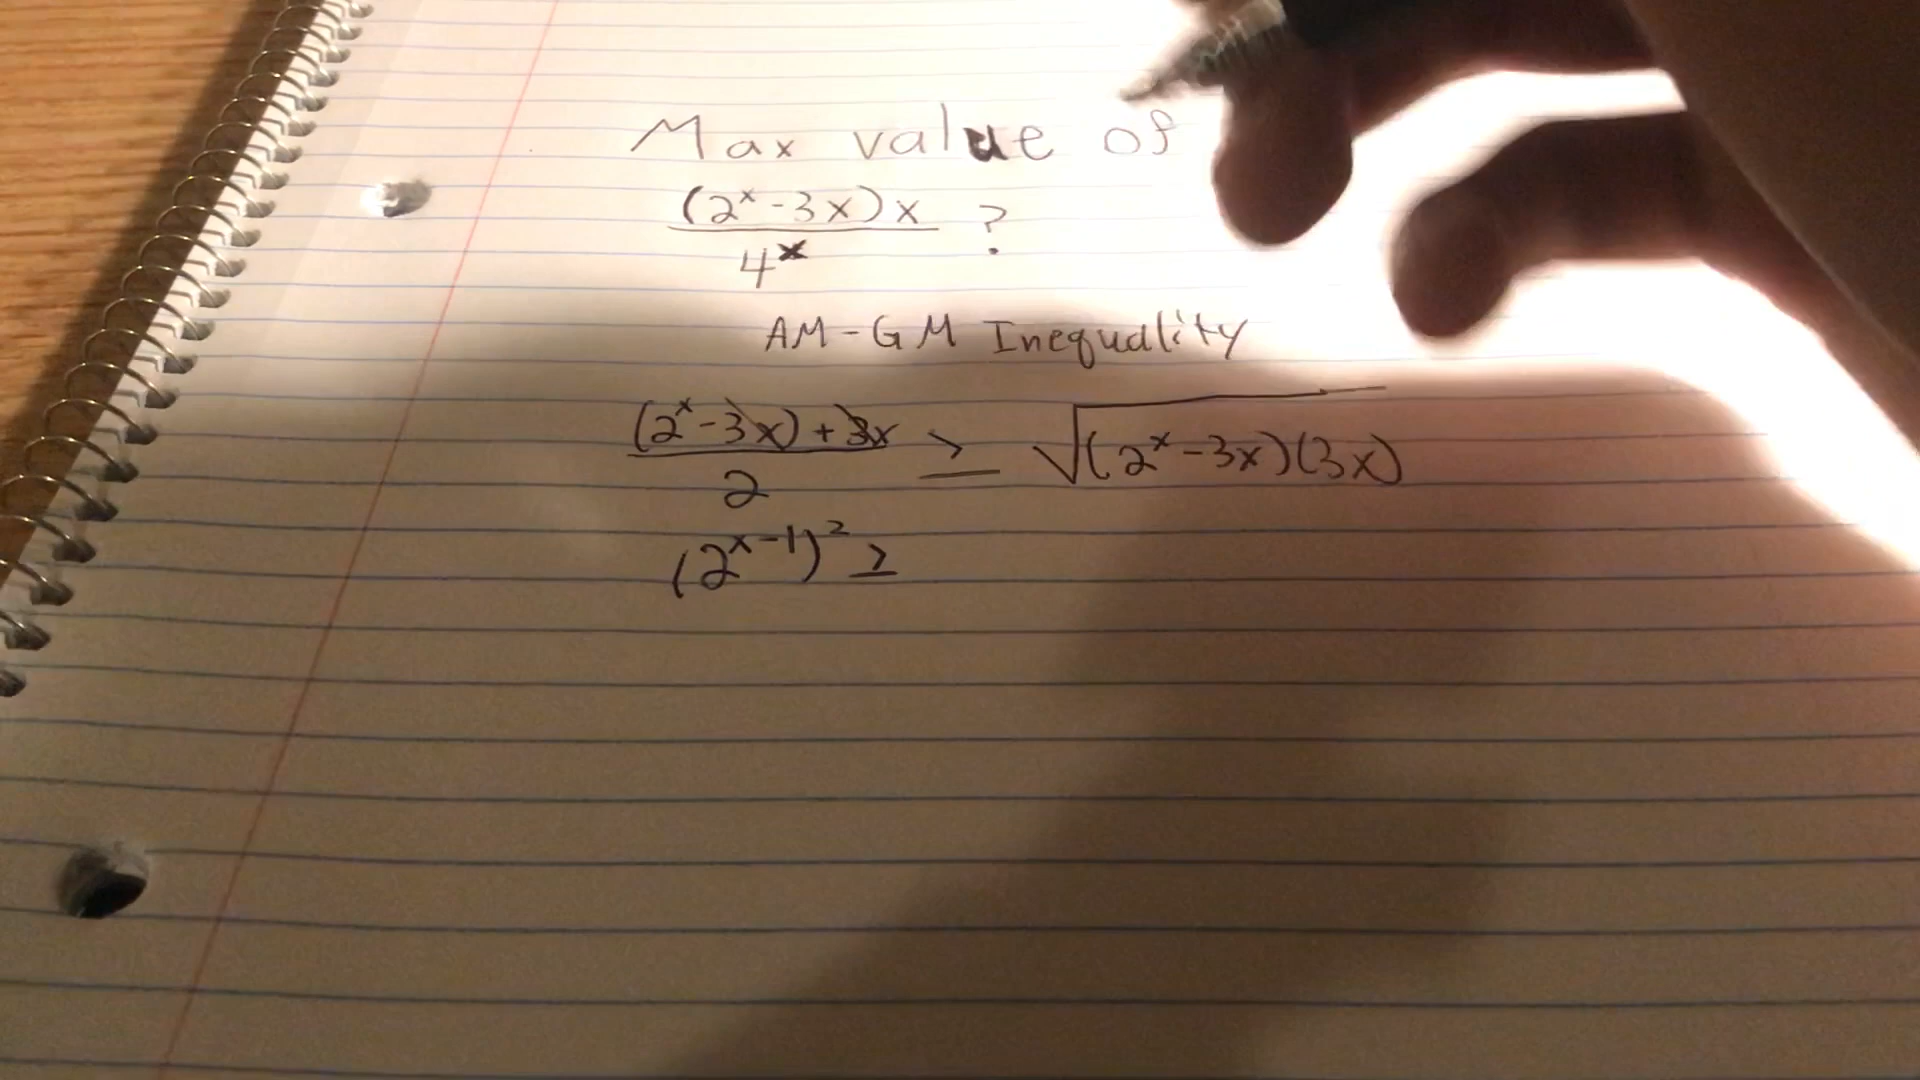 Max value of
(2^x - 3x)x / 4^x ?
AM-GM Inequality
((2^x - 3x) + 3x) / 2 ≥ √((2^x - 3x)(3x))
(2^(x-1))^2 ≥